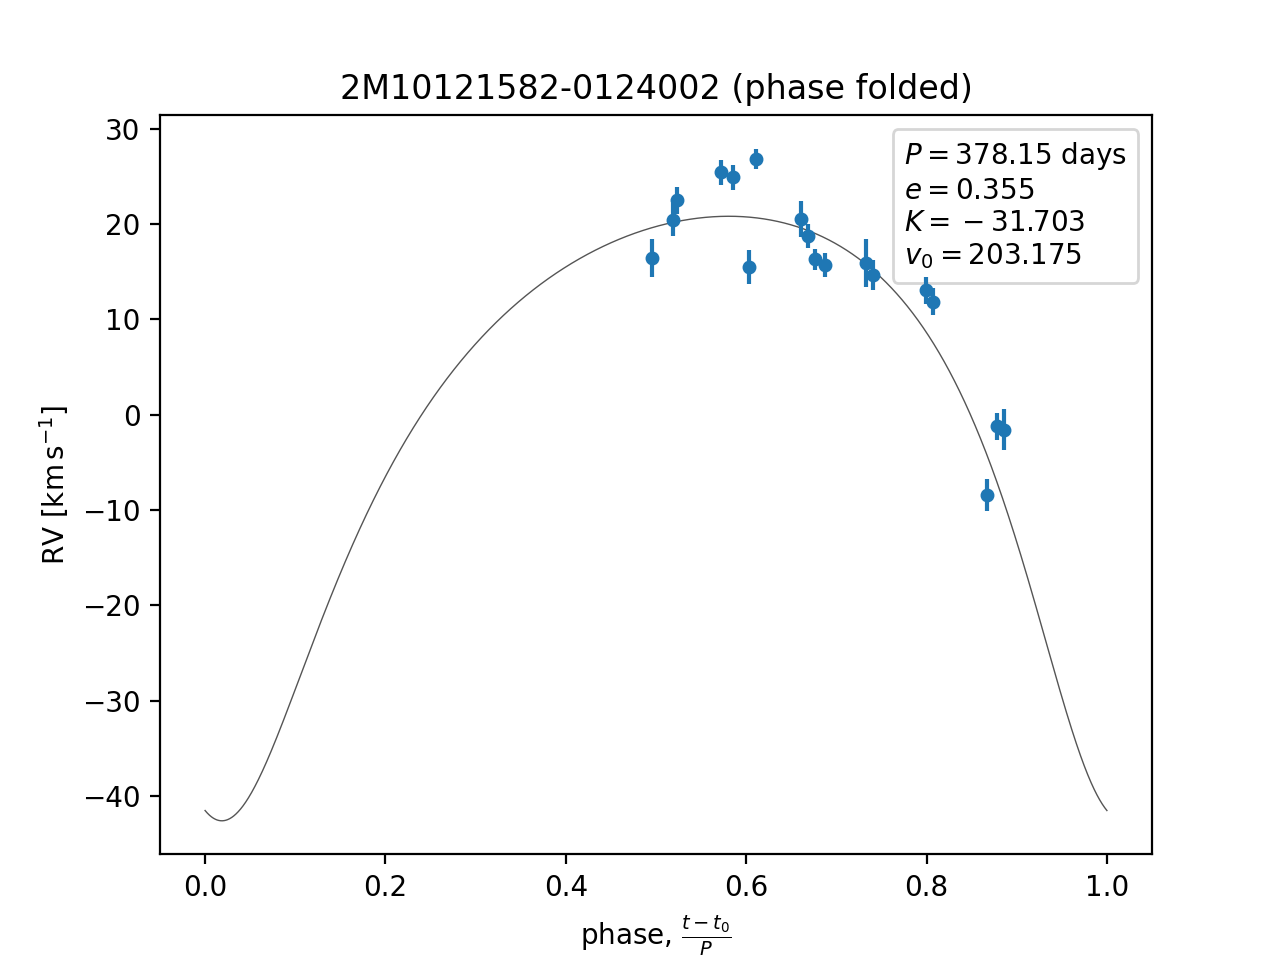 2M10121582-0124002 (phase folded)
P = 378.15 days
e = 0.355
K = −31.703
v₀ = 203.175
30
20
10
0
−10
−20
−30
−40
RV [km s⁻¹]
0.0 0.2 0.4 0.6 0.8 1.0
phase, (t − t₀)/P